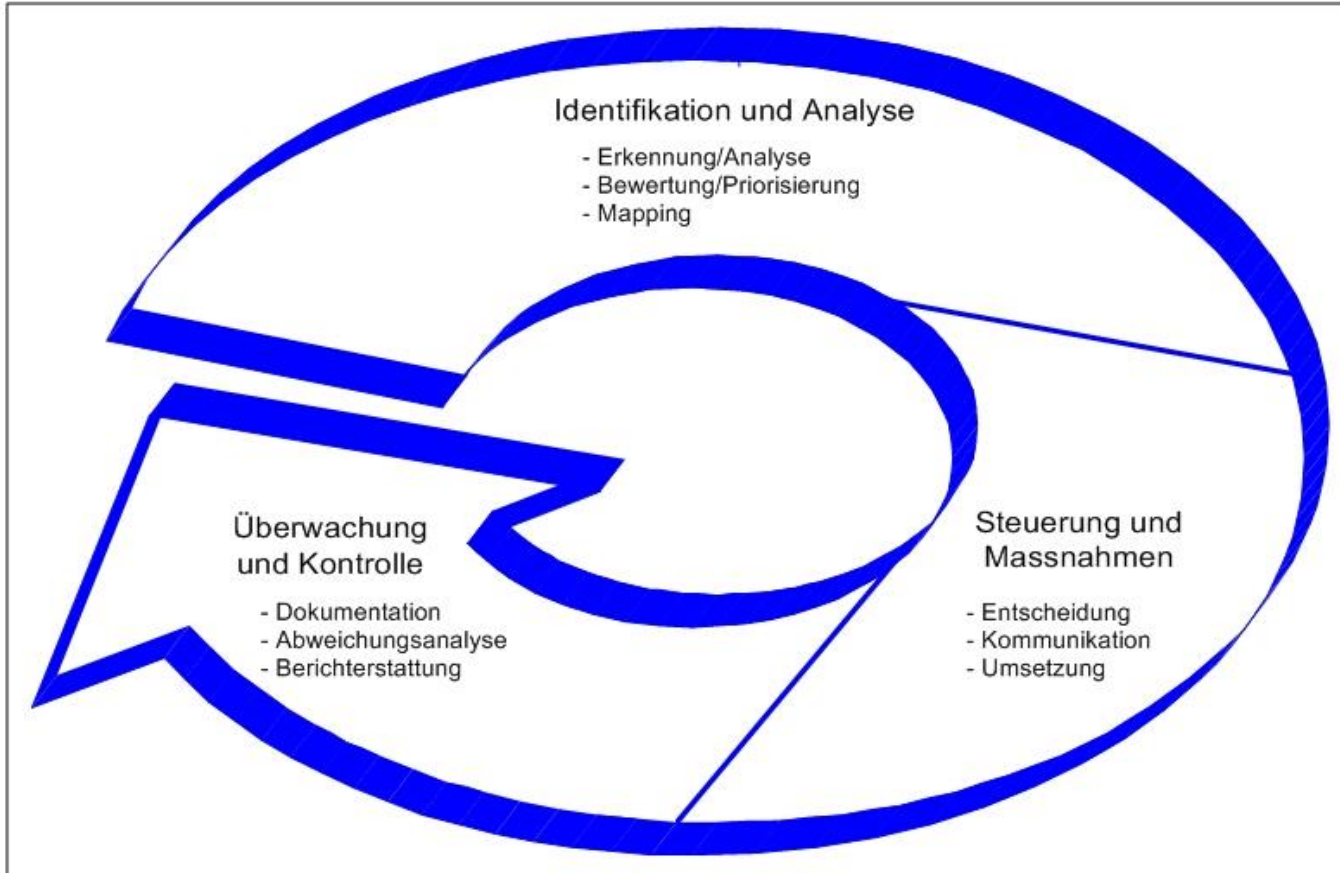 Identifikation und Analyse
- Erkennung/Analyse
- Bewertung/Priorisierung
- Mapping
Steuerung und
Massnahmen
- Entscheidung
- Kommunikation
- Umsetzung
Überwachung
und Kontrolle
- Dokumentation
- Abweichungsanalyse
- Berichterstattung